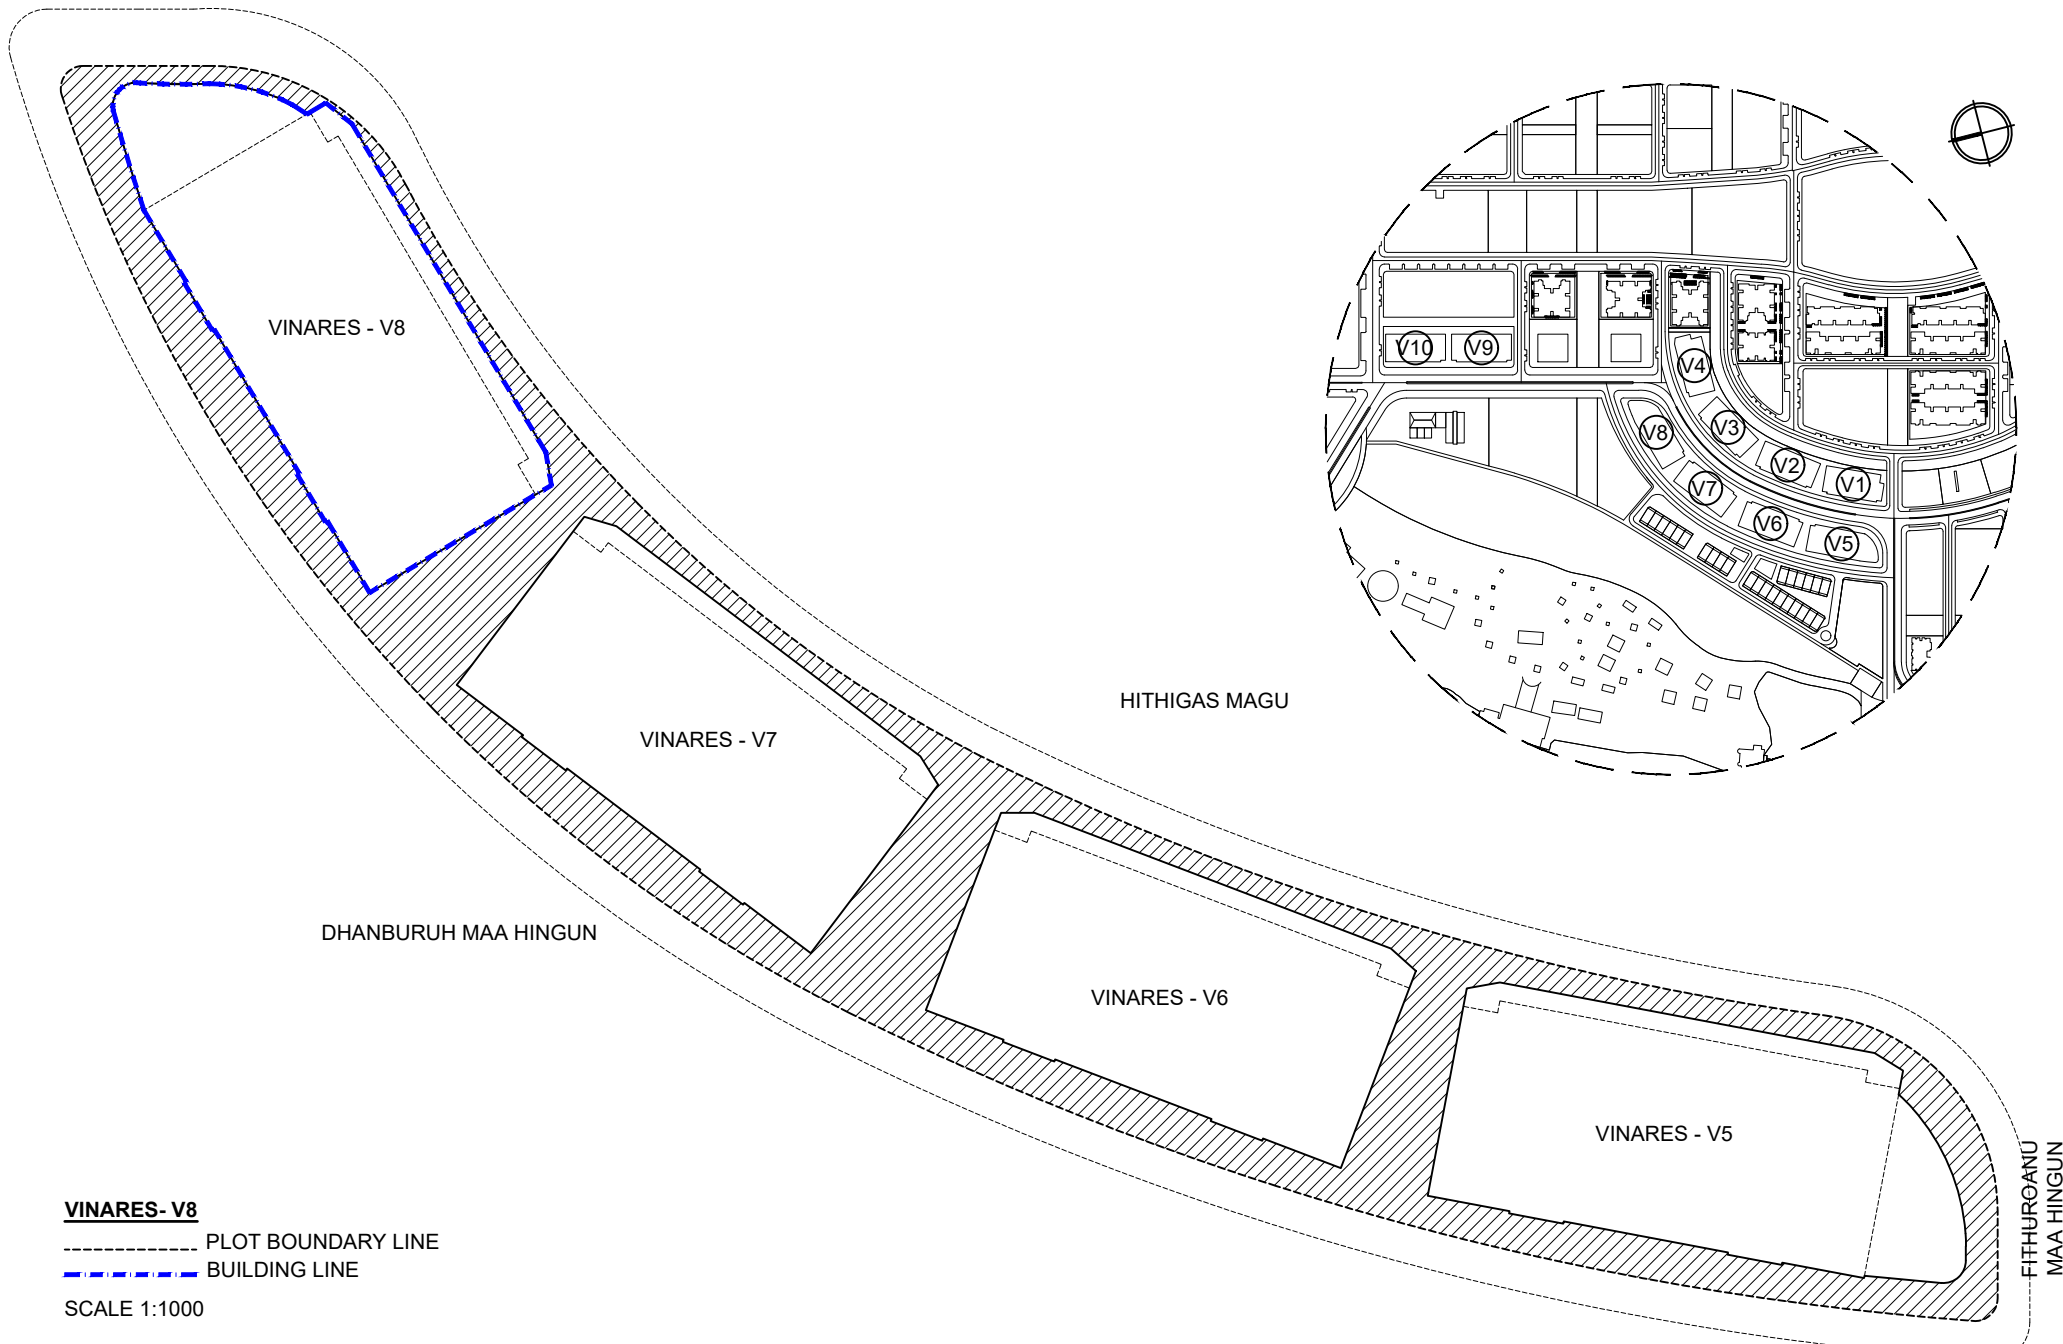 VINARES - V8
V10
V9
V4
V3
V8
V2
V1
V7
V6
V5
HITHIGAS MAGU
VINARES - V7
DHANBURUH MAA HINGUN
VINARES - V6
VINARES - V5
FITHUROANU
MAA HINGUN
VINARES- V8
PLOT BOUNDARY LINE
BUILDING LINE
SCALE 1:1000